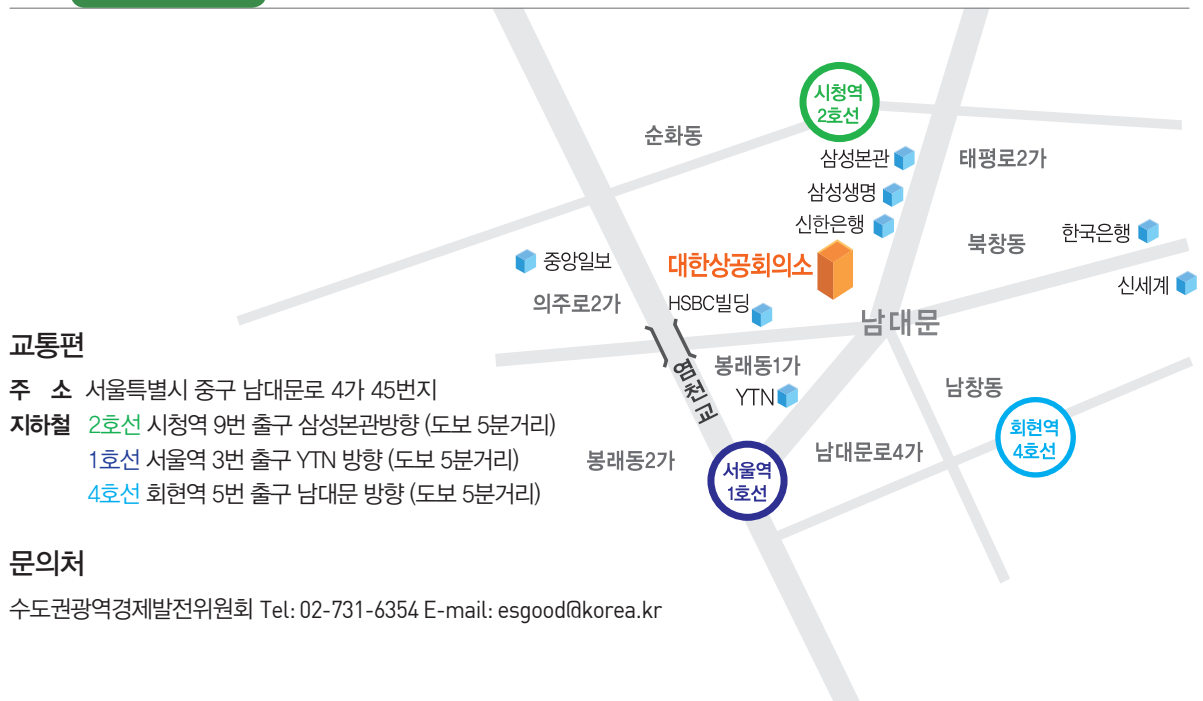 시청역
2호선
순화동
삼성본관
태평로2가
삼성생명
신한은행
한국은행
북창동
중앙일보
대한상공회의소
신세계
의주로2가
HSBC빌딩
남대문
염천교
봉래동1가
YTN
남창동
회현역
4호선
남대문로4가
봉래동2가
서울역
1호선
교통편
주 소 서울특별시 중구 남대문로 4가 45번지
지하철 2호선 시청역 9번 출구 삼성본관방향 (도보 5분거리)
1호선 서울역 3번 출구 YTN 방향 (도보 5분거리)
4호선 회현역 5번 출구 남대문 방향 (도보 5분거리)
문의처
수도권광역경제발전위원회 Tel: 02-731-6354 E-mail: esgood@korea.kr